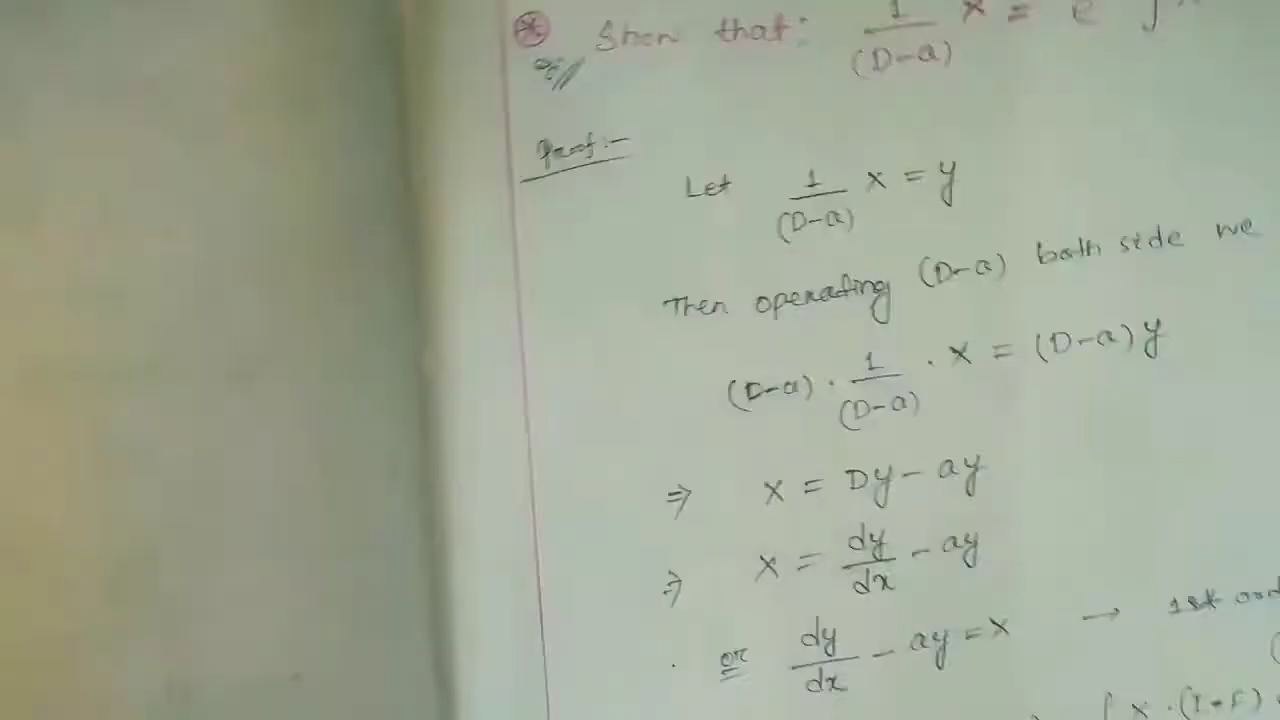 Show that: 1/(D-a) X = e ∫
Proof:-
Let 1/(D-a) X = y
Then operating (D-a) both side we
(D-a) . 1/(D-a) . X = (D-a) y
⇒ X = Dy - ay
⇒ X = dy/dx - ay
or dy/dx - ay = X → 1st ord
X . (I.F)